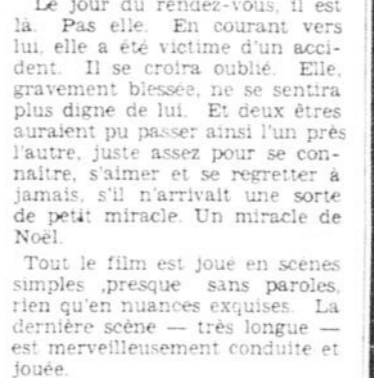 Le jour du rendez-vous, il est
là. Pas elle. En courant vers
lui, elle a été victime d'un acci-
dent. Il se croira oublié. Elle,
gravement blessée, ne se sentira
plus digne de lui. Et deux êtres
auraient pu passer ainsi l'un près
l'autre, juste assez pour se con-
naître, s'aimer et se regretter à
jamais, s'il n'arrivait une sorte
de petit miracle. Un miracle de
Noël.
Tout le film est joué en scenes
simples ,presque sans paroles,
rien qu'en nuances exquises. La
dernière scène — très longue —
est merveilleusement conduite et
jouée.